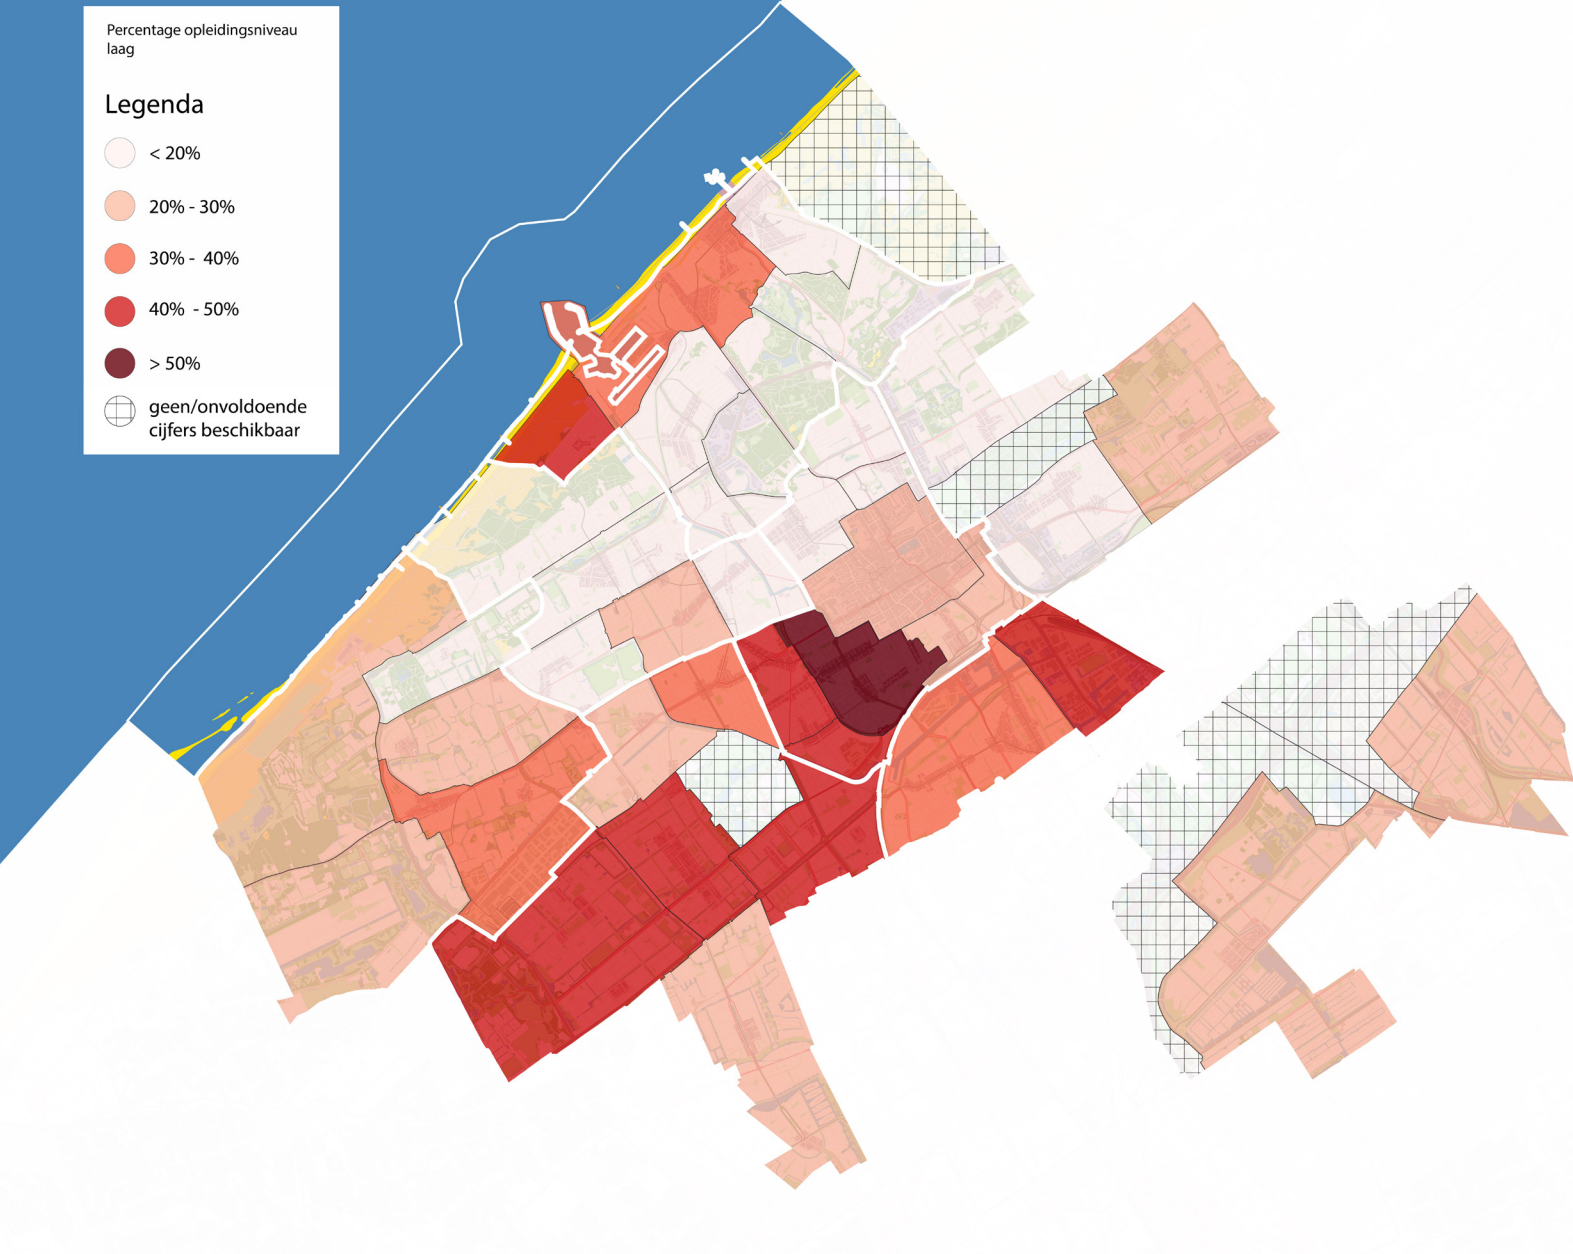 Percentage opleidingsniveau
laag
Legenda
< 20%
20% - 30%
30% -  40%
40%  - 50%
> 50%
geen/onvoldoende
cijfers beschikbaar